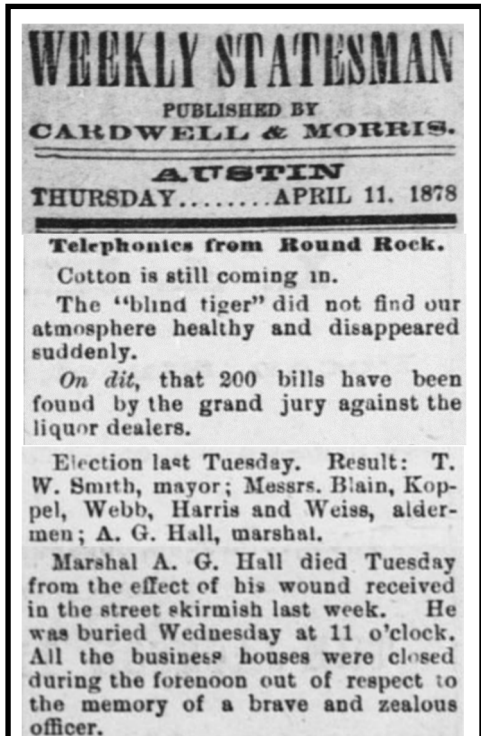 WEEKLY STATESMAN
PUBLISHED BY
CARDWELL & MORRIS.
AUSTIN
THURSDAY........APRIL 11. 1878
Telephonics from Round Rock.
Cotton is still coming in.
The "blind tiger" did not find our
atmosphere healthy and disappeared
suddenly.
On dit, that 200 bills have been
found by the grand jury against the
liquor dealers.
Election last Tuesday. Result: T.
W. Smith, mayor; Messrs. Blain, Kop-
pel, Webb, Harris and Weiss, alder-
men; A. G. Hall, marshal.
Marshal A. G. Hall died Tuesday
from the effect of his wound received
in the street skirmish last week. He
was buried Wednesday at 11 o'clock.
All the business houses were closed
during the forenoon out of respect to
the memory of a brave and zealous
officer.